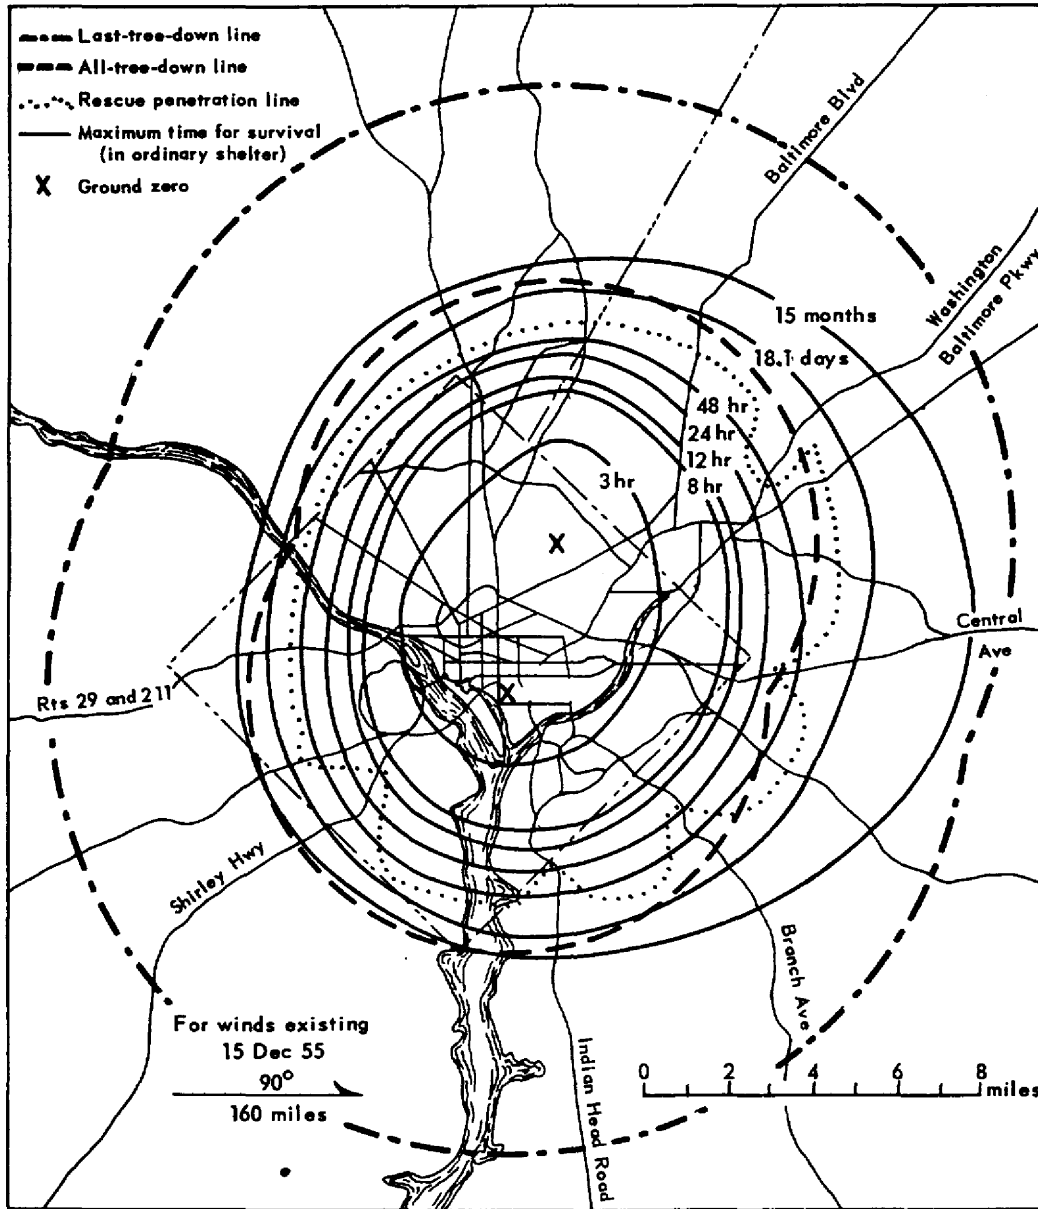 Last-tree-down line
All-tree-down line
Rescue penetration line
Maximum time for survival
(in ordinary shelter)
X Ground zero
Baltimore Blvd
Washington
Baltimore Pkwy
15 months
18.1 days
48 hr
24 hr
12 hr
8 hr
3 hr
X
X
Central
Ave
Rts 29 and 211
Shirley Hwy
Branch Ave
Indian Head Road
For winds existing
15 Dec 55
90°
160 miles
0 2 4 6 8
miles